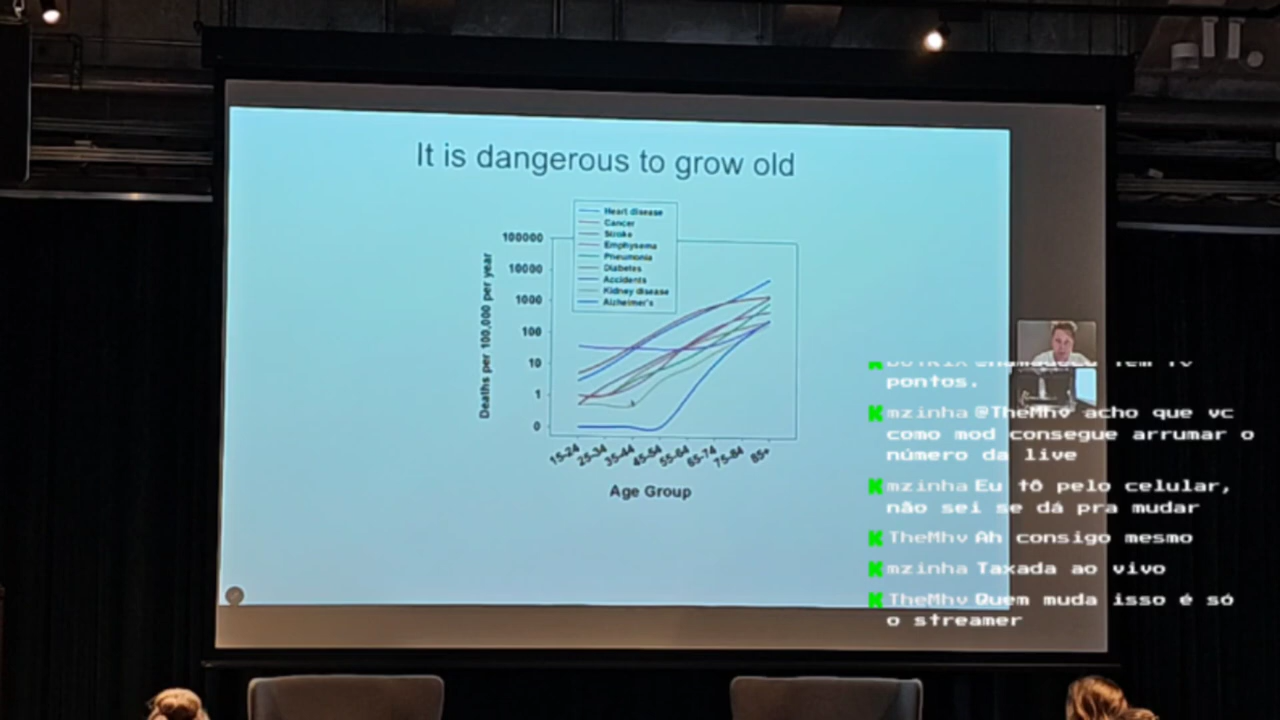 It is dangerous to grow old
Heart disease
Cancer
Stroke
Emphysema
Pneumonia
Diabetes
Accidents
Kidney disease
Alzheimer's
100000
10000
1000
100
10
1
0
Deaths per 100,000 per year
15-24
25-34
35-44
45-54
55-64
65-74
75-84
85+
Age Group
pontos.
mzinha @TheMhv acho que vc
como mod consegue arrumar o
número da live
mzinha Eu tô pelo celular,
não sei se dá pra mudar
TheMhv Ah consigo mesmo
mzinha Taxada ao vivo
TheMhv Quem muda isso é só
o streamer